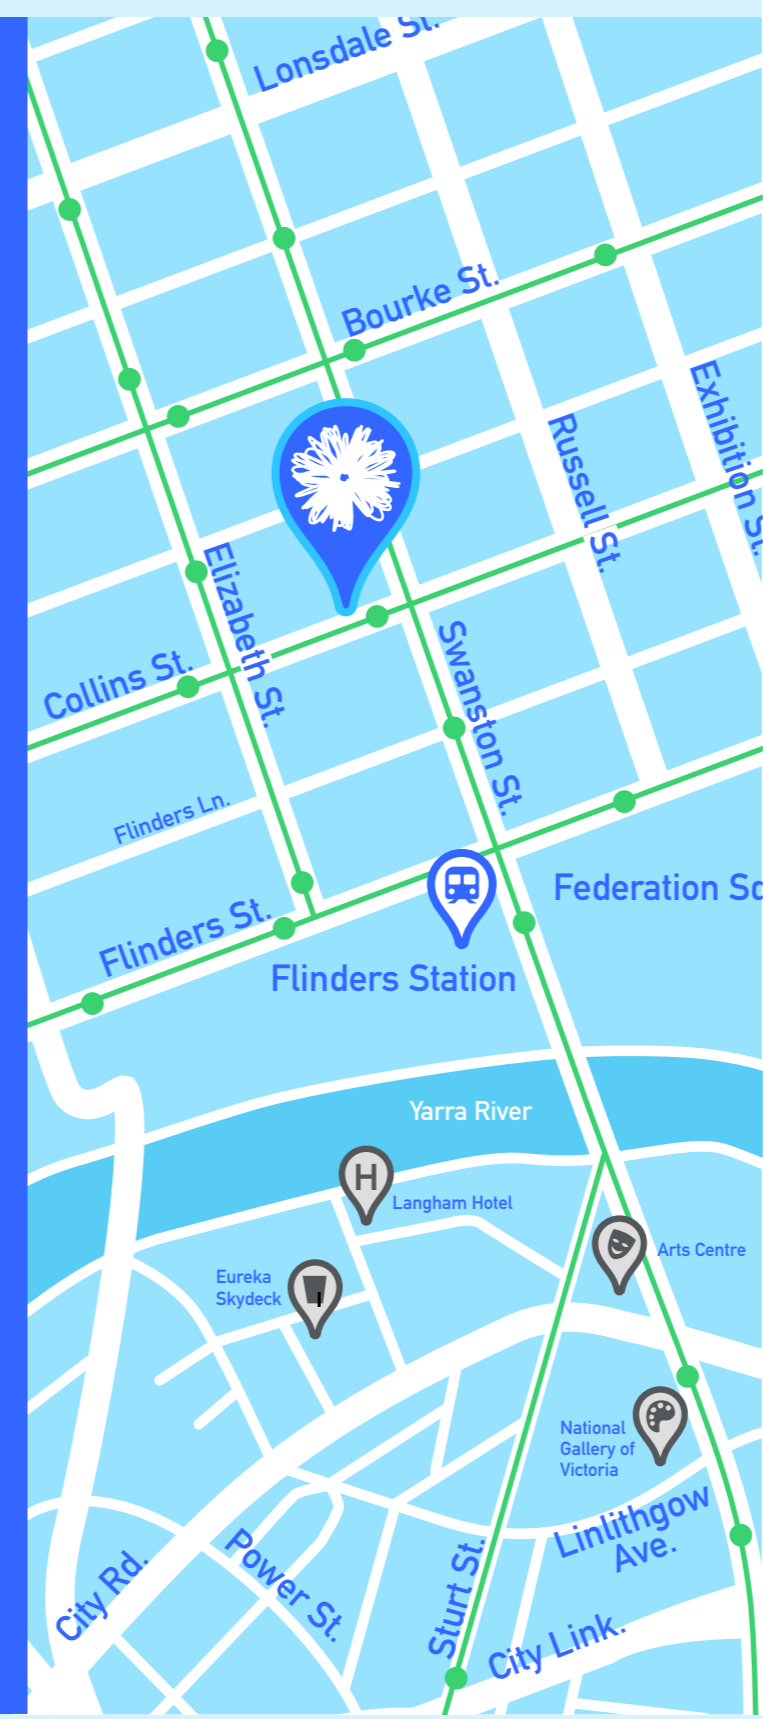 Lonsdale St.
Bourke St.
Exhibition St.
Russell St.
Elizabeth St.
Collins St.
Swanston St.
Flinders Ln.
Federation
Flinders St.
Flinders Station
Yarra River
H
Langham Hotel
Arts Centre
Eureka
Skydeck
National
Gallery of
Victoria
Linlithgow
Ave.
Power St.
City Rd.
Sturt St.
City Link.